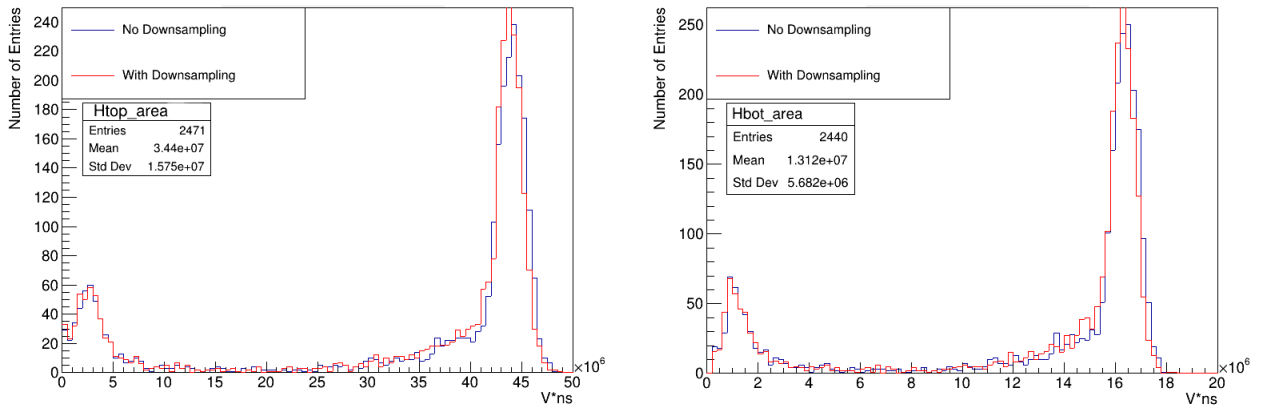 Number of Entries
240
220
200
180
160
140
120
100
80
60
40
20
0
No Downsampling
With Downsampling
Htop_area
Entries 2471
Mean 3.44e+07
Std Dev 1.575e+07
0 5 10 15 20 25 30 35 40 45 50
×10⁶
V*ns
Number of Entries
250
200
150
100
50
0
No Downsampling
With Downsampling
Hbot_area
Entries 2440
Mean 1.312e+07
Std Dev 5.682e+06
0 2 4 6 8 10 12 14 16 18 20
×10⁶
V*ns